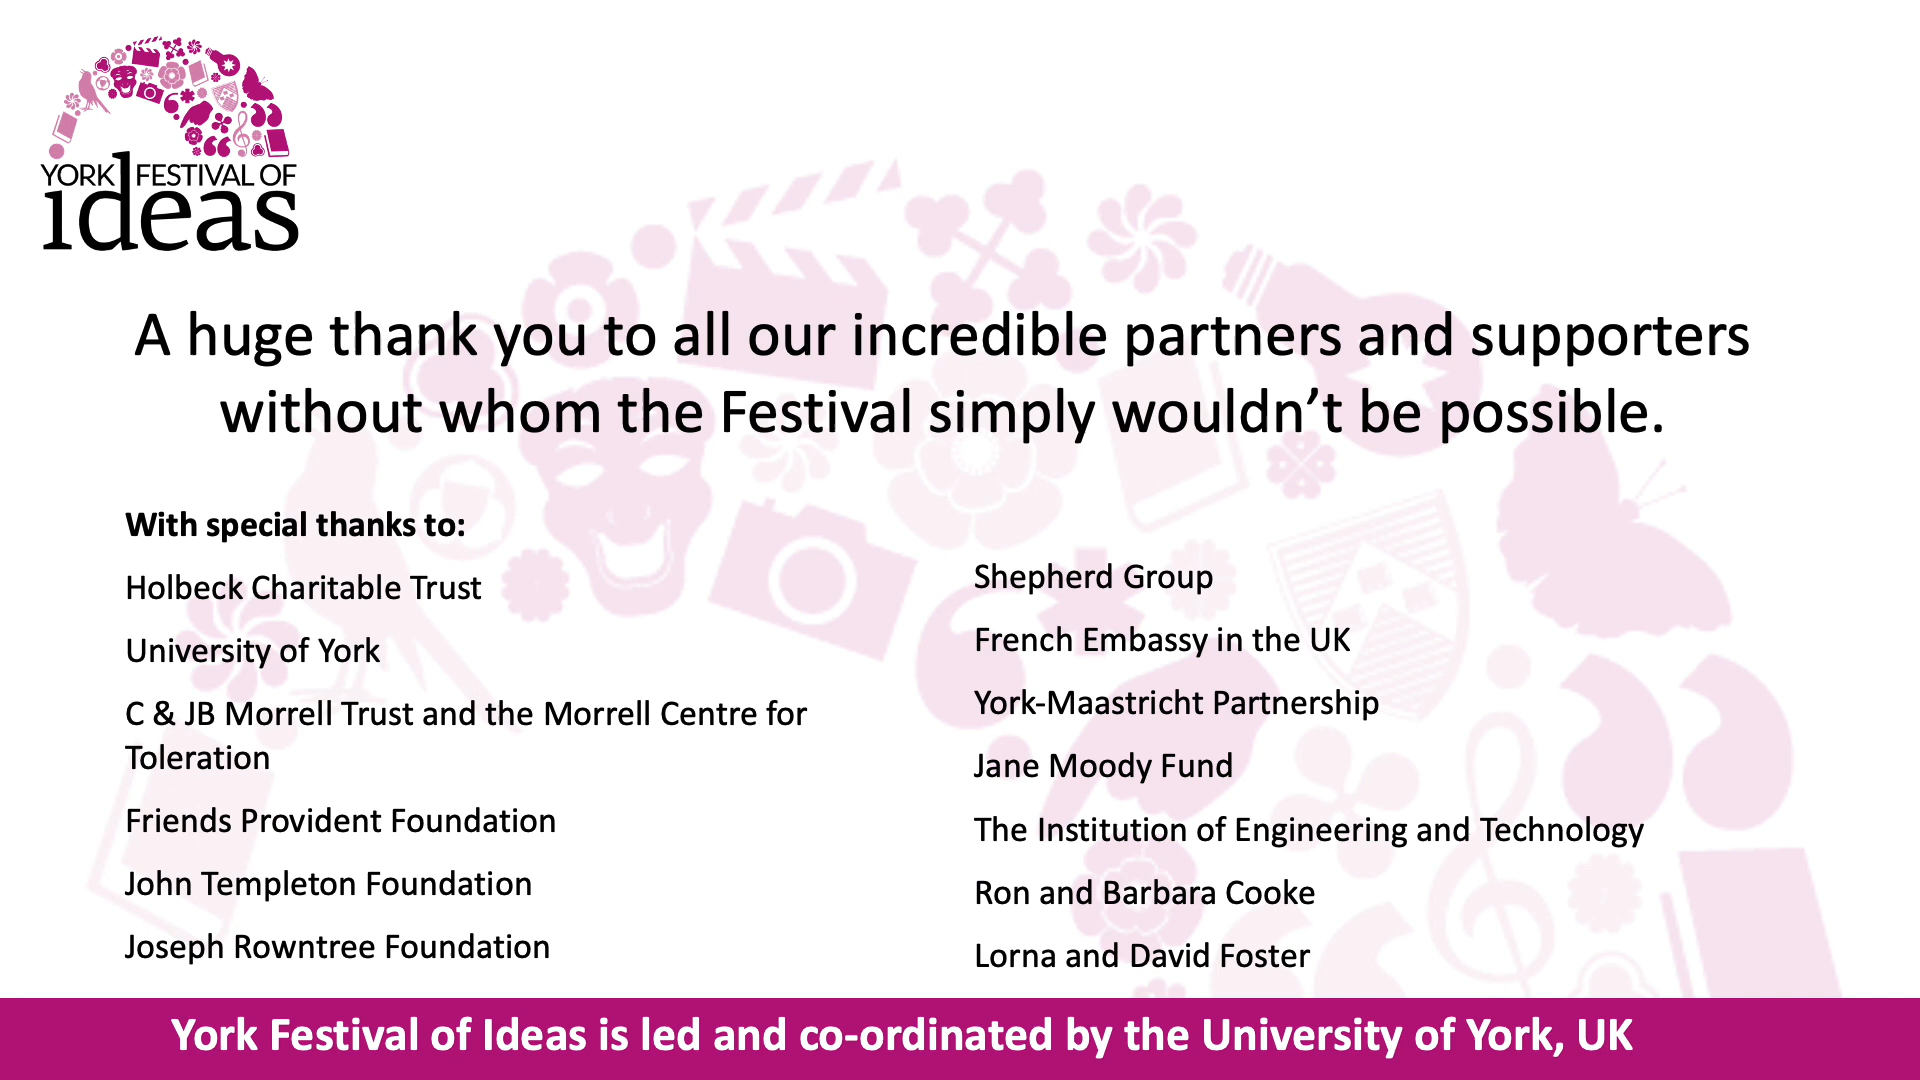 YORK FESTIVAL OF
ideas
A huge thank you to all our incredible partners and supporters
without whom the Festival simply wouldn’t be possible.
With special thanks to:
Holbeck Charitable Trust
University of York
C & JB Morrell Trust and the Morrell Centre for
Toleration
Friends Provident Foundation
John Templeton Foundation
Joseph Rowntree Foundation
Shepherd Group
French Embassy in the UK
York-Maastricht Partnership
Jane Moody Fund
The Institution of Engineering and Technology
Ron and Barbara Cooke
Lorna and David Foster
York Festival of Ideas is led and co-ordinated by the University of York, UK